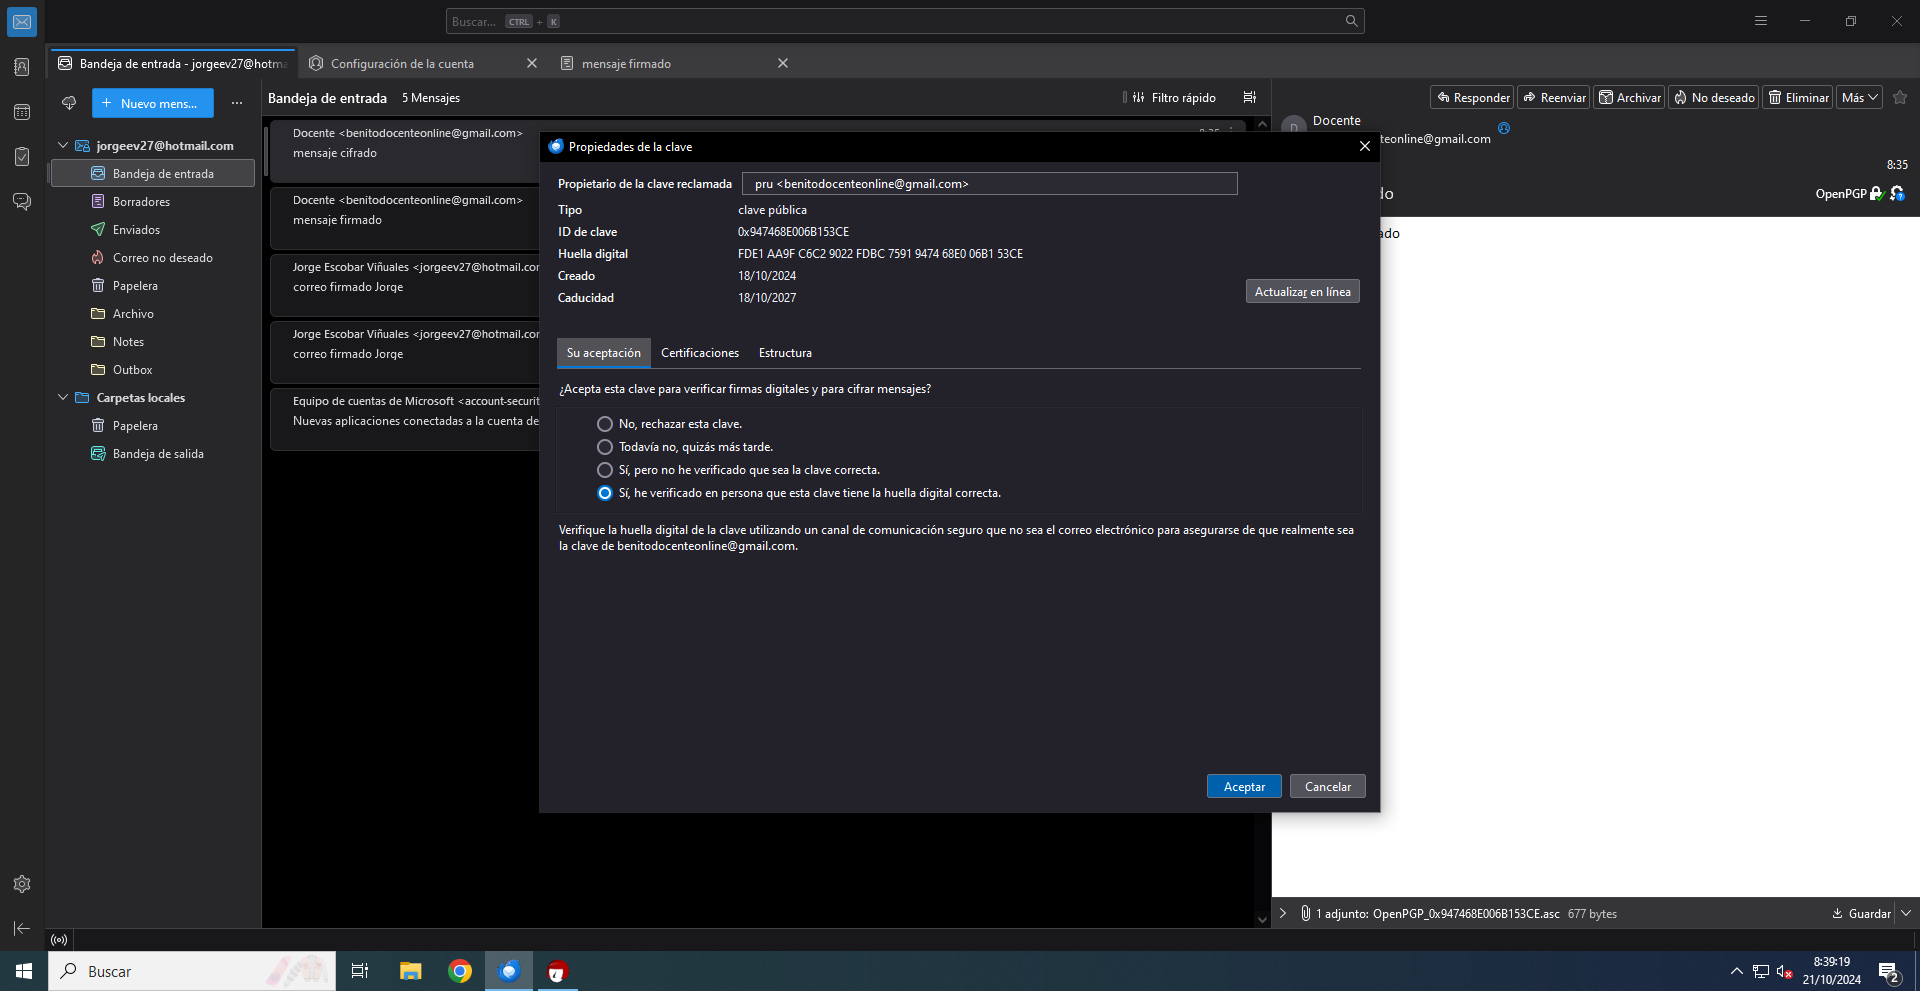 Buscar... CTRL + K
Bandeja de entrada - jorgeev27@hotma
Configuración de la cuenta
mensaje firmado
Nuevo mens...
jorgeev27@hotmail.com
Bandeja de entrada
Borradores
Enviados
Correo no deseado
Papelera
Archivo
Notes
Outbox
Carpetas locales
Papelera
Bandeja de salida
Bandeja de entrada 5 Mensajes
Filtro rápido
Docente <benitodocenteonline@gmail.com>
8:35
mensaje cifrado
Docente <benitodocenteonline@gmail.com>
mensaje firmado
Jorge Escobar Viñuales <jorgeev27@hotmail.cor
correo firmado Jorge
Jorge Escobar Viñuales <jorgeev27@hotmail.cor
correo firmado Jorge
Equipo de cuentas de Microsoft <account-securit
Nuevas aplicaciones conectadas a la cuenta de
Propiedades de la clave
Propietario de la clave reclamada pru <benitodocenteonline@gmail.com>
Tipo clave pública
ID de clave 0x947468E006B153CE
Huella digital FDE1 AA9F C6C2 9022 FDBC 7591 9474 68E0 06B1 53CE
Creado 18/10/2024
Caducidad 18/10/2027
Actualizar en línea
Su aceptación Certificaciones Estructura
¿Acepta esta clave para verificar firmas digitales y para cifrar mensajes?
No, rechazar esta clave.
Todavía no, quizás más tarde.
Sí, pero no he verificado que sea la clave correcta.
Sí, he verificado en persona que esta clave tiene la huella digital correcta.
Verifique la huella digital de la clave utilizando un canal de comunicación seguro que no sea el correo electrónico para asegurarse de que realmente sea
la clave de benitodocenteonline@gmail.com.
Aceptar Cancelar
Responder Reenviar Archivar No deseado Eliminar Más
D
Docente
teonline@gmail.com
8:35
do
OpenPGP
ado
1 adjunto: OpenPGP_0x947468E006B153CE.asc 677 bytes
Guardar
Buscar
8:39:19
21/10/2024
2